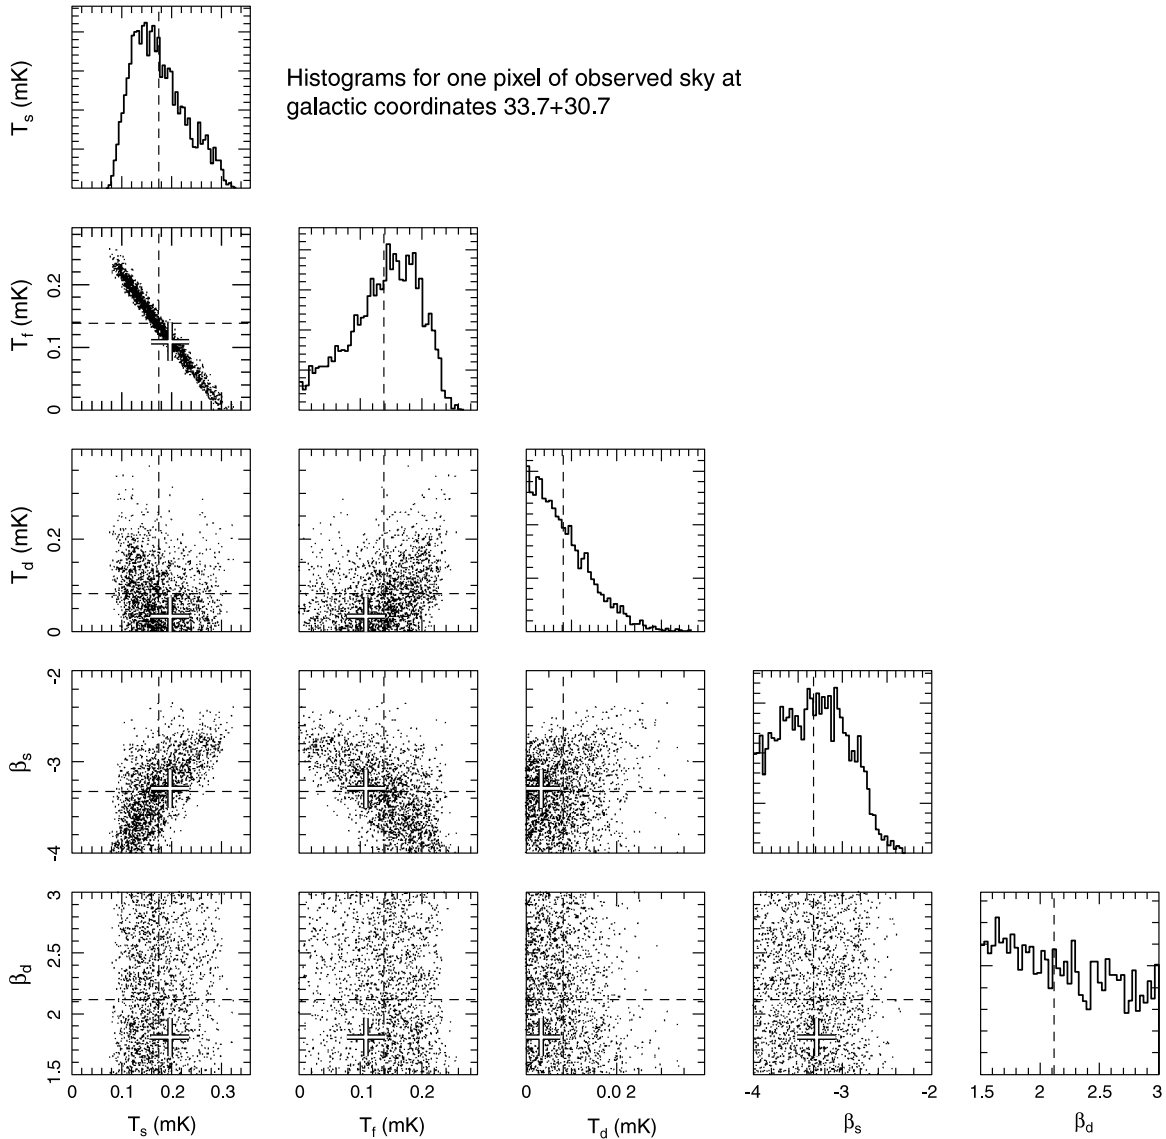 Histograms for one pixel of observed sky at
galactic coordinates 33.7+30.7
T_s (mK)
T_f (mK)
0.2
0.1
0
T_d (mK)
0.2
0
β_s
-2
-3
-4
β_d
3
2.5
2
1.5
0.1 0.2 0.3
0 0.1 0.2
0 0.02
-4 -3 -2
1.5 2 2.5 3
T_s (mK)
T_f (mK)
T_d (mK)
β_s
β_d